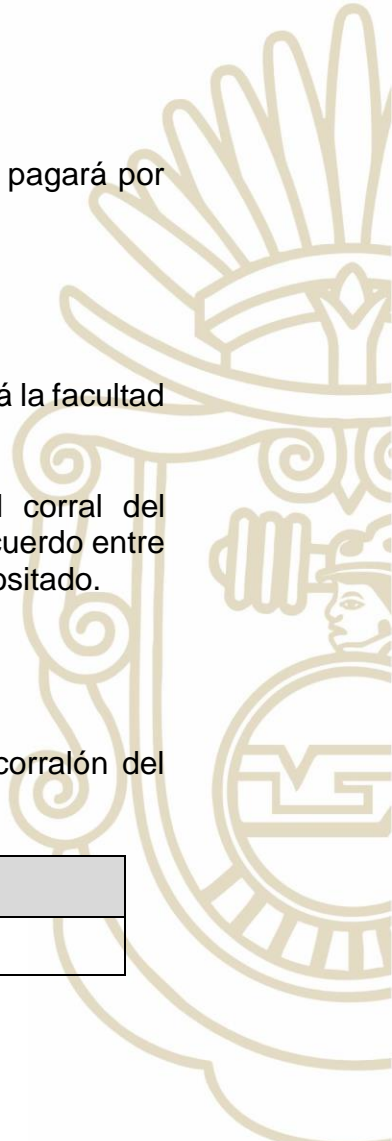 pagará por
á la facultad
l corral del
cuerdo entre
ositado.
corralón del